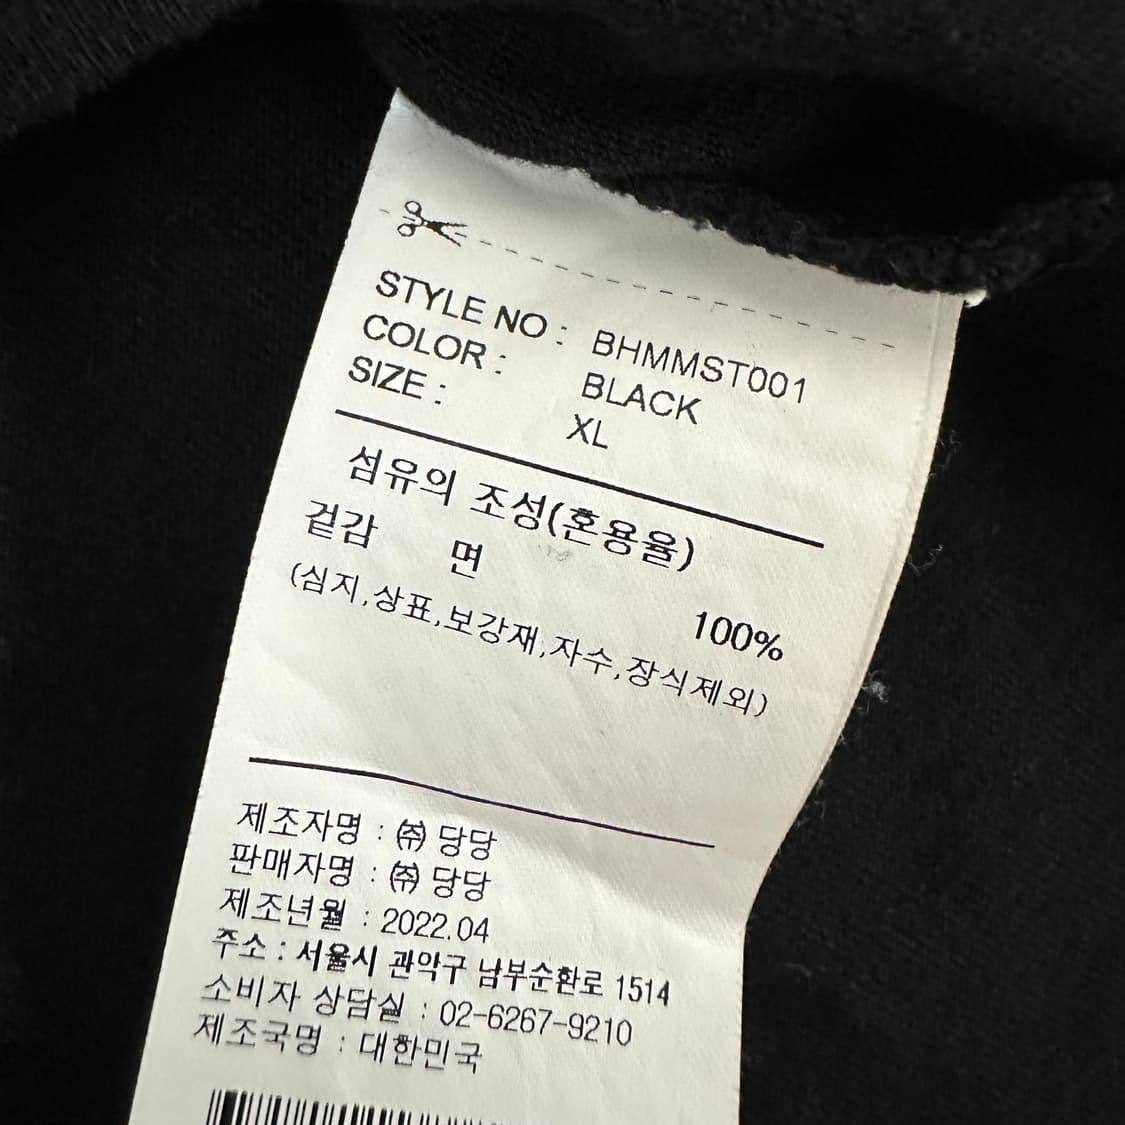 STYLE NO : BHMMST001
COLOR : BLACK
SIZE : XL
섬유의 조성(혼용율)
겉감 면 100%
(심지,상표,보강재,자수,장식제외)
제조자명 : ㈜ 당당
판매자명 : ㈜ 당당
제조년월 : 2022.04
주소 : 서울시 관악구 남부순환로 1514
소비자 상담실 : 02-6267-9210
제조국명 : 대한민국